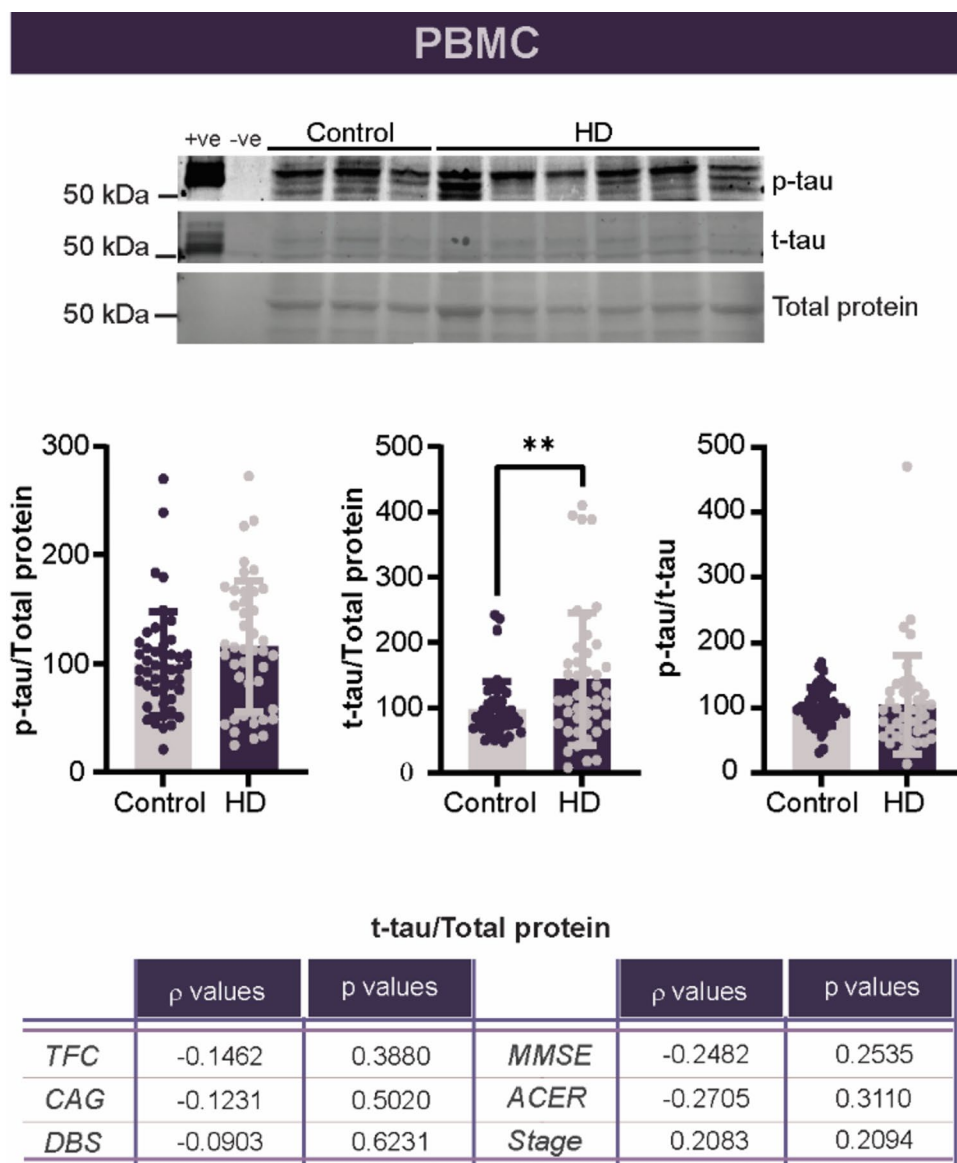 PBMC
+ve -ve Control HD
50 kDa p-tau
50 kDa t-tau
50 kDa Total protein
p-tau/Total protein
300
200
100
0
Control HD
t-tau/Total protein
**
500
400
300
200
100
0
Control HD
p-tau/t-tau
500
400
300
200
100
0
Control HD
t-tau/Total protein
ρ values p values ρ values p values
TFC -0.1462 0.3880 MMSE -0.2482 0.2535
CAG -0.1231 0.5020 ACER -0.2705 0.3110
DBS -0.0903 0.6231 Stage 0.2083 0.2094